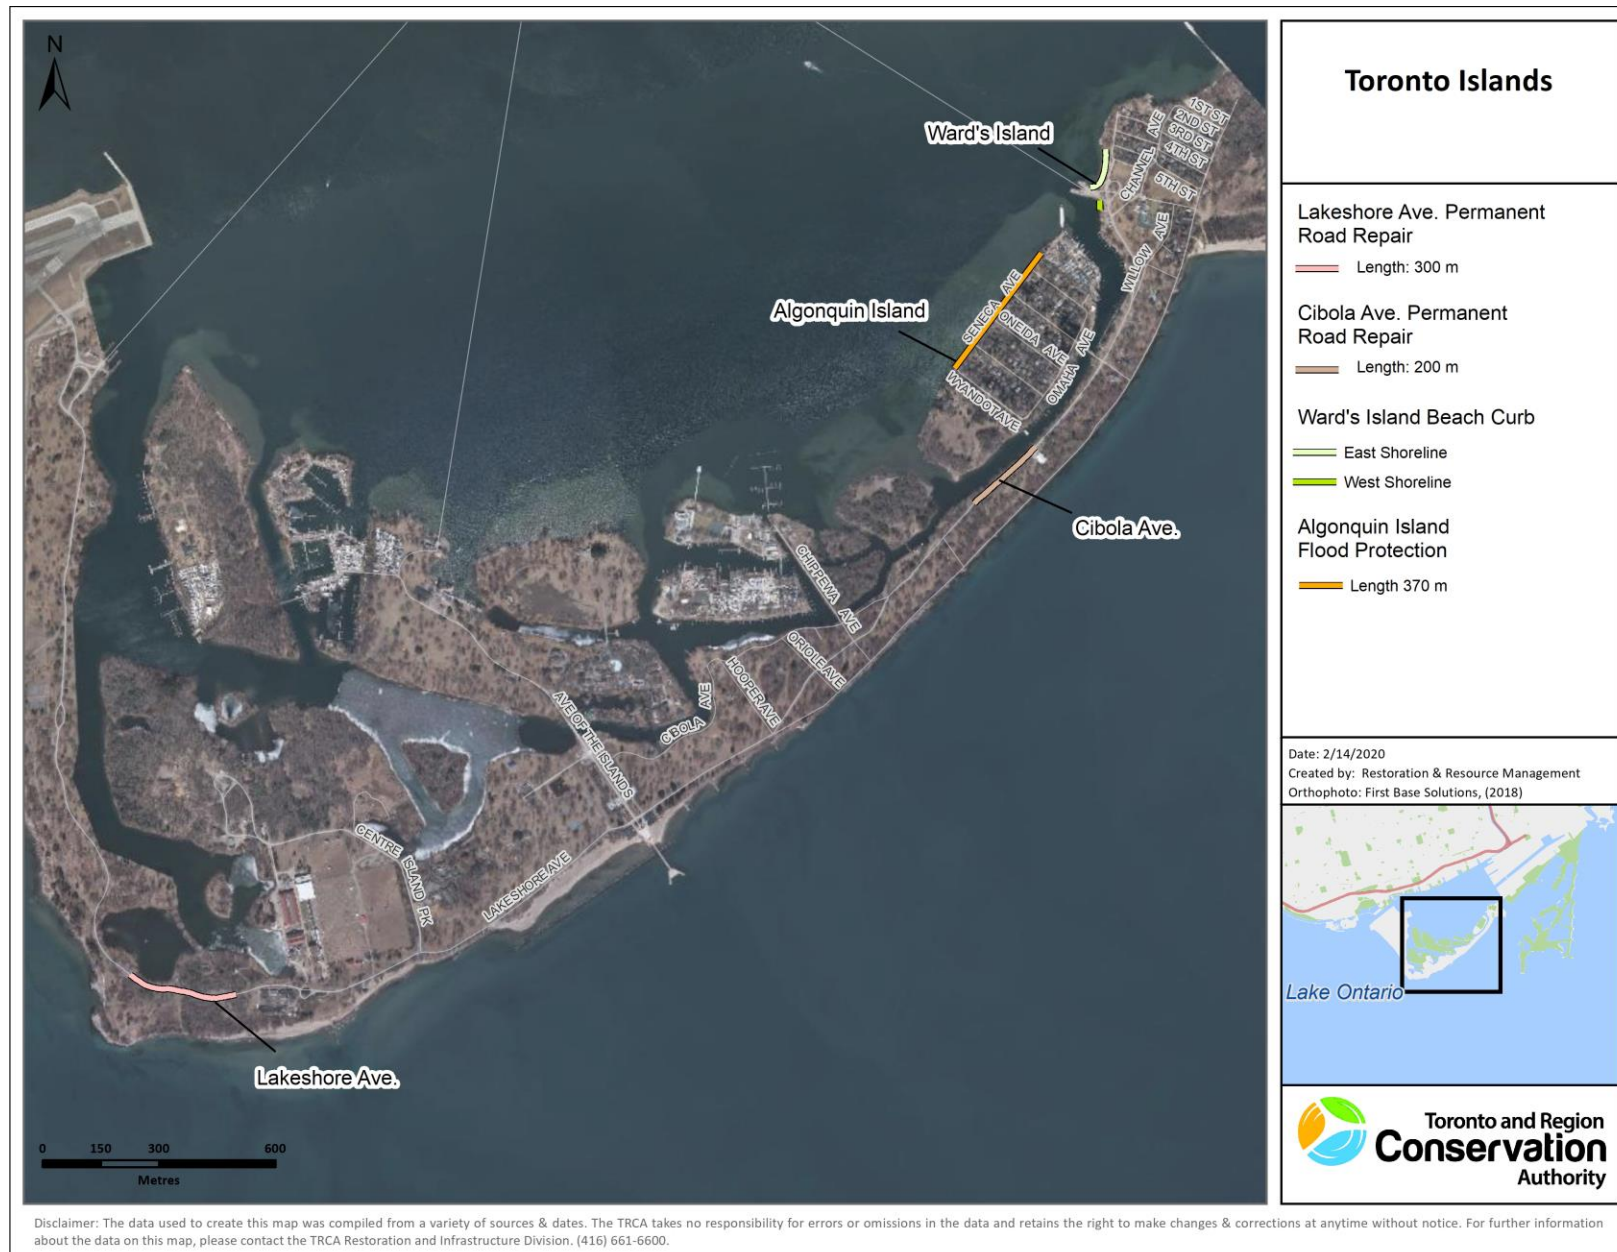 N
Ward's Island
1ST ST
2ND ST
3RD ST
4TH ST
5TH ST
CHANNEL AVE
WILLOW AVE
Algonquin Island
SENECA AVE
ONEIDA AVE
OMAHA AVE
WYANDOT AVE
Cibola Ave.
CHIPPEWA AVE
ORIOLE AVE
HOOPER AVE
CIBOLA AVE
AVE OF THE ISLANDS
CENTRE ISLAND PK
LAKESHORE AVE
Lakeshore Ave.
0 150 300 600
Metres
Toronto Islands
Lakeshore Ave. Permanent
Road Repair
Length: 300 m
Cibola Ave. Permanent
Road Repair
Length: 200 m
Ward's Island Beach Curb
East Shoreline
West Shoreline
Algonquin Island
Flood Protection
Length 370 m
Date: 2/14/2020
Created by: Restoration & Resource Management
Orthophoto: First Base Solutions, (2018)
Lake Ontario
Toronto and Region
Conservation
Authority
Disclaimer: The data used to create this map was compiled from a variety of sources & dates. The TRCA takes no responsibility for errors or omissions in the data and retains the right to make changes & corrections at anytime without notice. For further information
about the data on this map, please contact the TRCA Restoration and Infrastructure Division. (416) 661-6600.